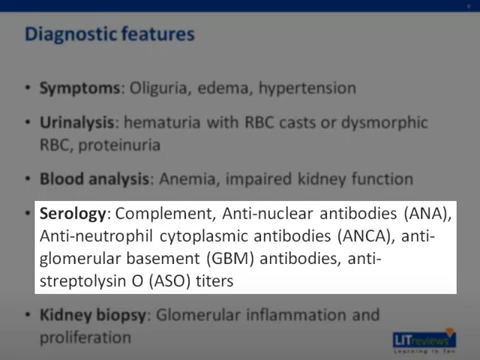 Diagnostic features
• Symptoms: Oliguria, edema, hypertension
• Urinalysis: hematuria with RBC casts or dysmorphic
RBC, proteinuria
• Blood analysis: Anemia, impaired kidney function
• Serology: Complement, Anti-nuclear antibodies (ANA),
Anti-neutrophil cytoplasmic antibodies (ANCA), anti-
glomerular basement (GBM) antibodies, anti-
streptolysin O (ASO) titers
• Kidney biopsy: Glomerular inflammation and
proliferation
LITreviews
Learning is fun